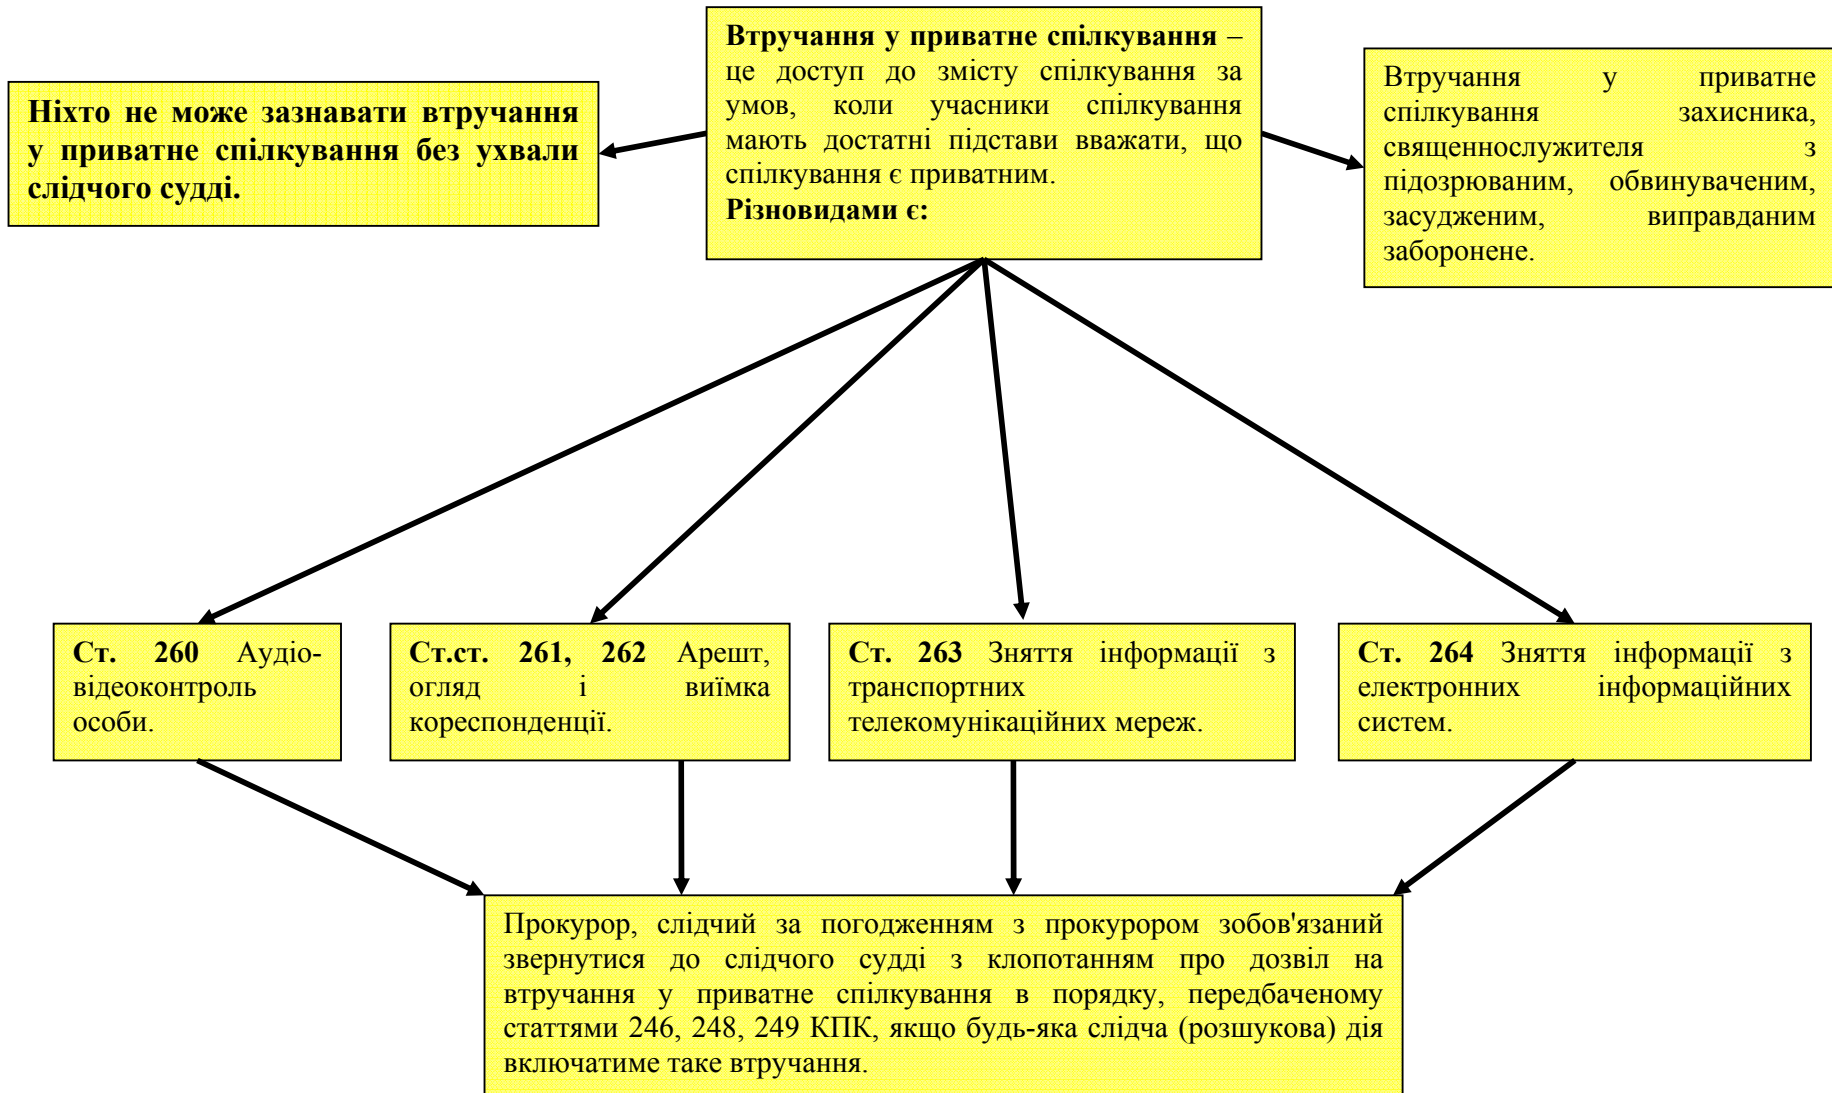 Втручання у приватне спілкування –
це доступ до змісту спілкування за
умов, коли учасники спілкування
мають достатні підстави вважати, що
спілкування є приватним.
Різновидами є:
Ніхто не може зазнавати втручання
у приватне спілкування без ухвали
слідчого судді.
Втручання у приватне
спілкування захисника,
священнослужителя з
підозрюваним, обвинуваченим,
засудженим, виправданим
заборонене.
Ст. 260 Аудіо-
відеоконтроль
особи.
Ст.ст. 261, 262 Арешт,
огляд і виїмка
кореспонденції.
Ст. 263 Зняття інформації з
транспортних
телекомунікаційних мереж.
Ст. 264 Зняття інформації з
електронних інформаційних
систем.
Прокурор, слідчий за погодженням з прокурором зобов'язаний
звернутися до слідчого судді з клопотанням про дозвіл на
втручання у приватне спілкування в порядку, передбаченому
статтями 246, 248, 249 КПК, якщо будь-яка слідча (розшукова) дія
включатиме таке втручання.